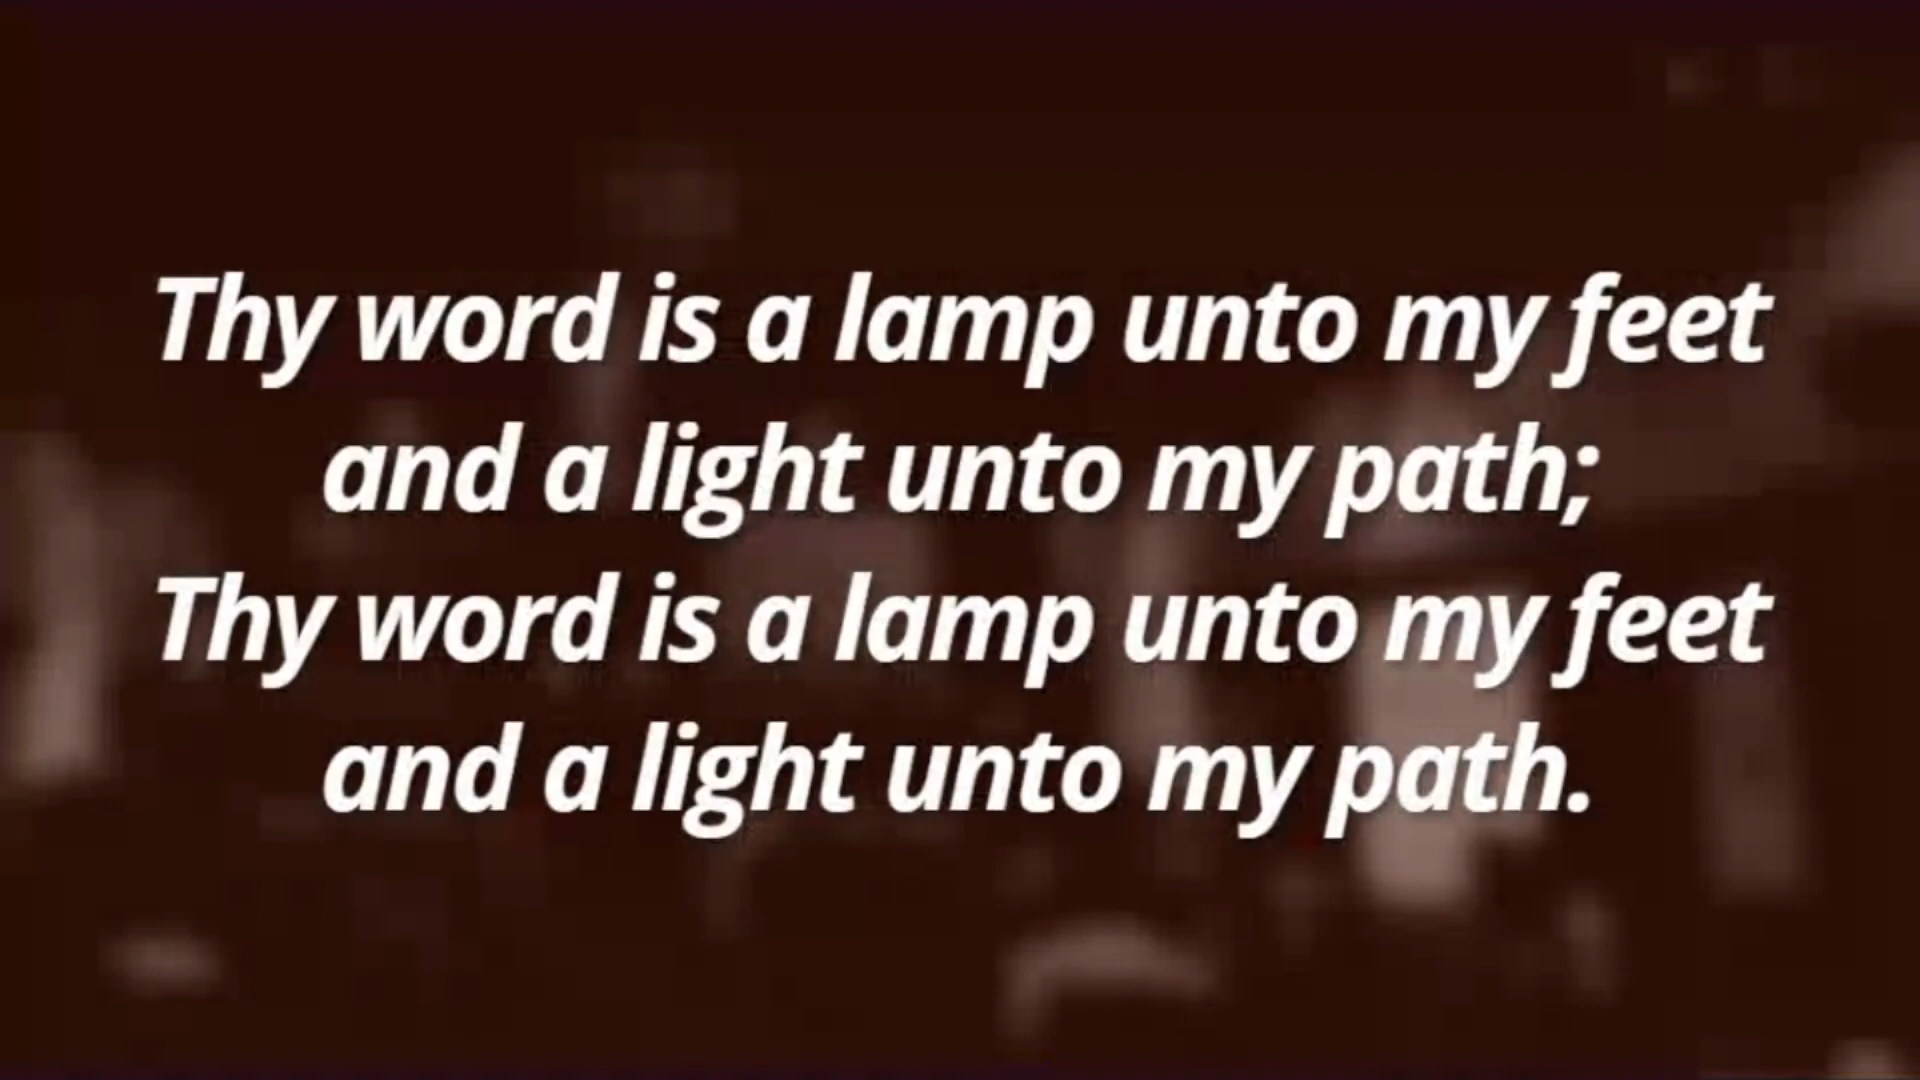 Thy word is a lamp unto my feet
and a light unto my path;
Thy word is a lamp unto my feet
and a light unto my path.